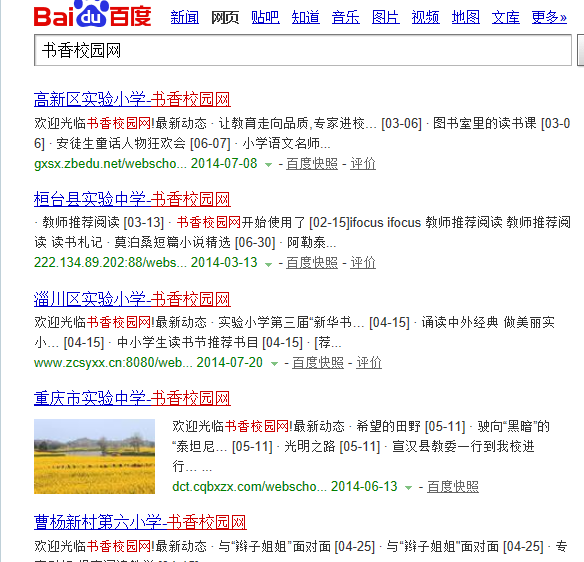 Bai du 百度 新闻 网页 贴吧 知道 音乐 图片 视频 地图 文库 更多»
书香校园网
高新区实验小学-书香校园网
欢迎光临书香校园网!最新动态 · 让教育走向品质,专家进校... [03-06] · 图书室里的读书课 [03-0
6] · 安徒生童话人物狂欢会 [06-07] · 小学语文名师...
gxsx.zbedu.net/webscho... 2014-07-08 - 百度快照 - 评价
桓台县实验中学-书香校园网
· 教师推荐阅读 [03-13] · 书香校园网开始使用了 [02-15]ifocus ifocus 教师推荐阅读 教师推荐阅
读 读书札记 · 莫泊桑短篇小说精选 [06-30] · 阿勒泰...
222.134.89.202:88/webs... 2014-03-13 - 百度快照 - 评价
淄川区实验小学-书香校园网
欢迎光临书香校园网!最新动态 · 实验小学第三届“新华书... [04-15] · 诵读中外经典 做美丽实
小... [04-15] · 中小学生读书节推荐书目 [04-15] · [荐...
www.zcsyxx.cn:8080/web... 2014-07-20 - 百度快照 - 评价
重庆市实验中学-书香校园网
欢迎光临书香校园网!最新动态 · 希望的田野 [05-11] · 驶向“黑暗”的
“泰坦尼... [05-11] · 光明之路 [05-11] · 宣汉县教委一行到我校进
行... ...
dct.cqbxzx.com/webscho... 2014-06-13 - 百度快照
曹杨新村第六小学-书香校园网
欢迎光临书香校园网!最新动态 · 与“辫子姐姐”面对面 [04-25] · 与“辫子姐姐”面对面 [04-25] · 专